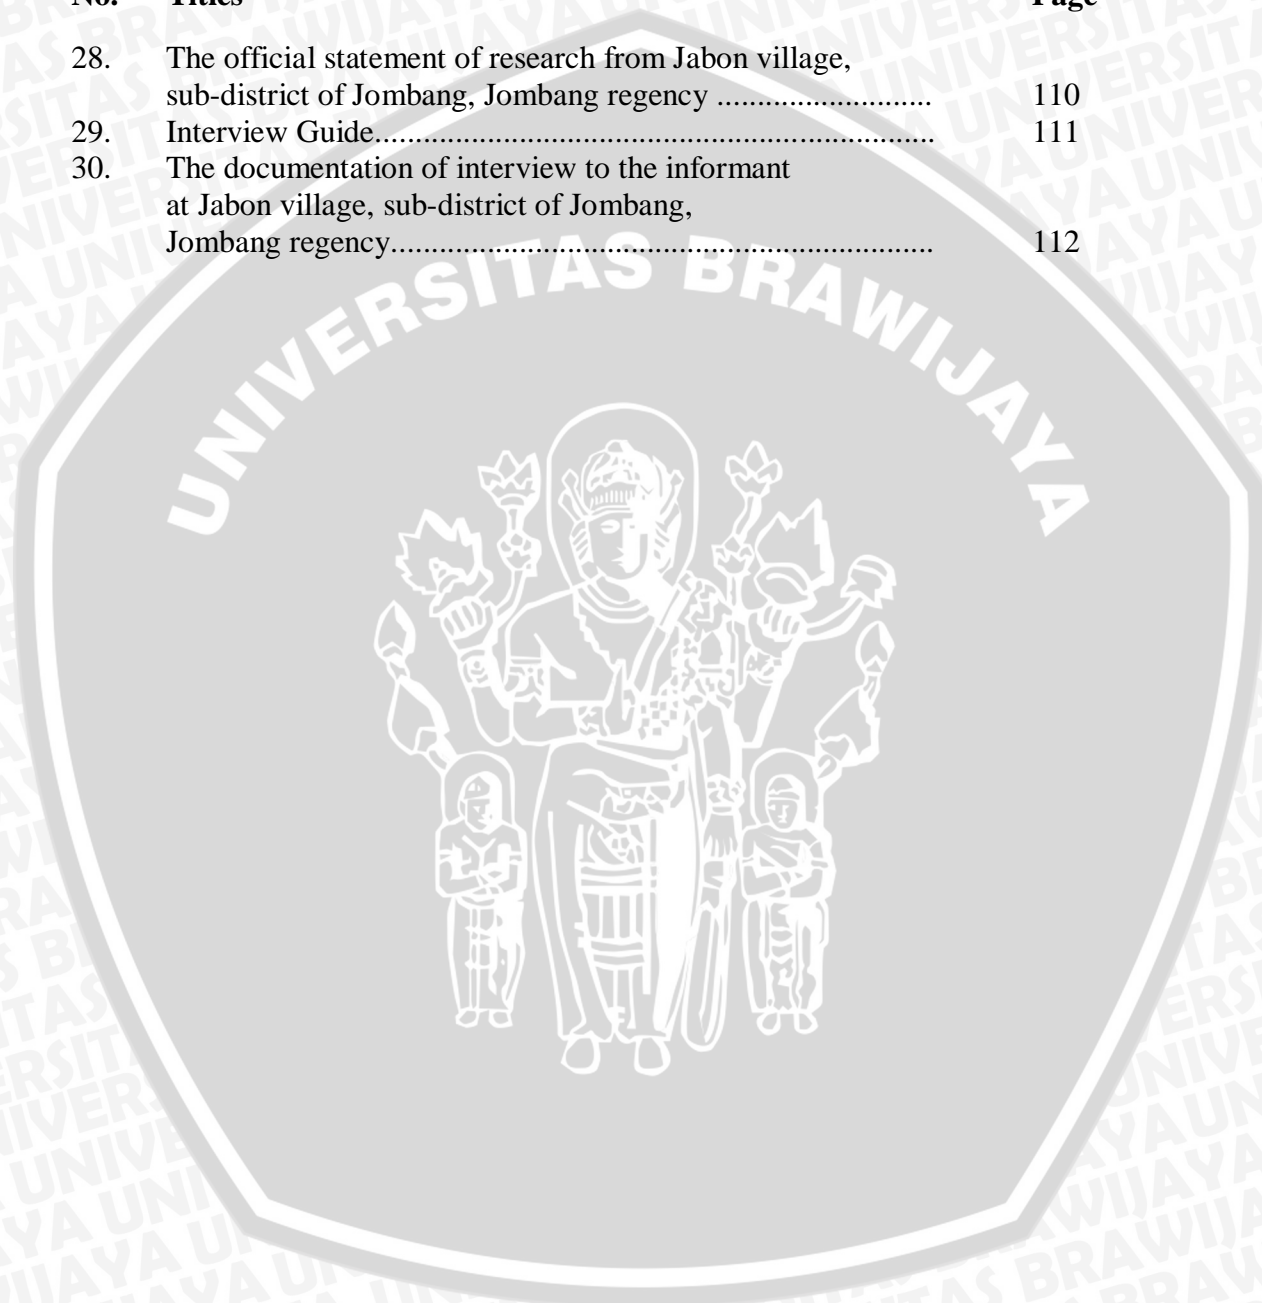 No. Titles Page
28. The official statement of research from Jabon village,
sub-district of Jombang, Jombang regency .......................... 110
29. Interview Guide.................................................................... 111
30. The documentation of interview to the informant
at Jabon village, sub-district of Jombang,
Jombang regency.................................................................. 112
UNIVERSITAS BRAWIJAYA